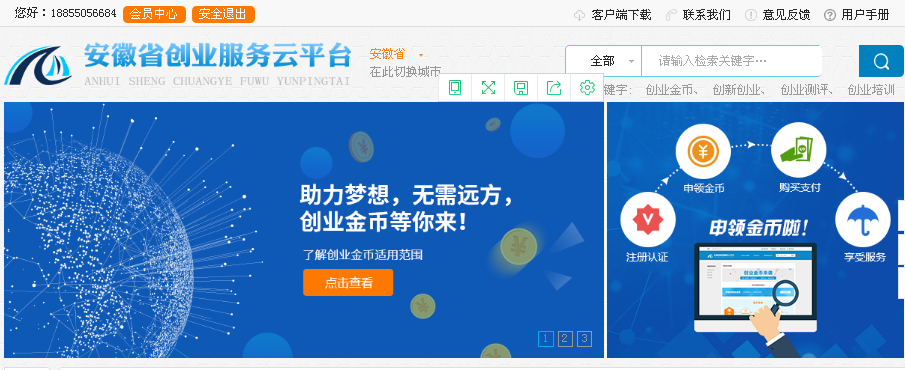 您好：18855056684 会员中心 安全退出 客户端下载 联系我们 意见反馈 用户手册
安徽省创业服务云平台
ANHUI SHENG CHUANGYE FUWU YUNPINGTAI
安徽省
在此切换城市
全部 请输入检索关键字…
键字： 创业金币、 创新创业、 创业测评、 创业培训
助力梦想，无需远方，
创业金币等你来！
了解创业金币适用范围
点击查看
1 2 3
申领金币
购买支付
注册认证
享受服务
申领金币啦！